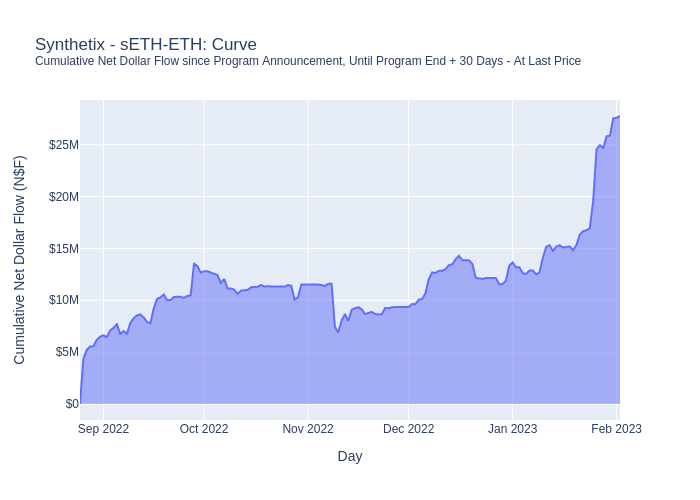 Synthetix - sETH-ETH: Curve
Cumulative Net Dollar Flow since Program Announcement, Until Program End + 30 Days - At Last Price
Cumulative Net Dollar Flow (N$F)
$25M
$20M
$15M
$10M
$5M
$0
Sep 2022
Oct 2022
Nov 2022
Dec 2022
Jan 2023
Feb 2023
Day